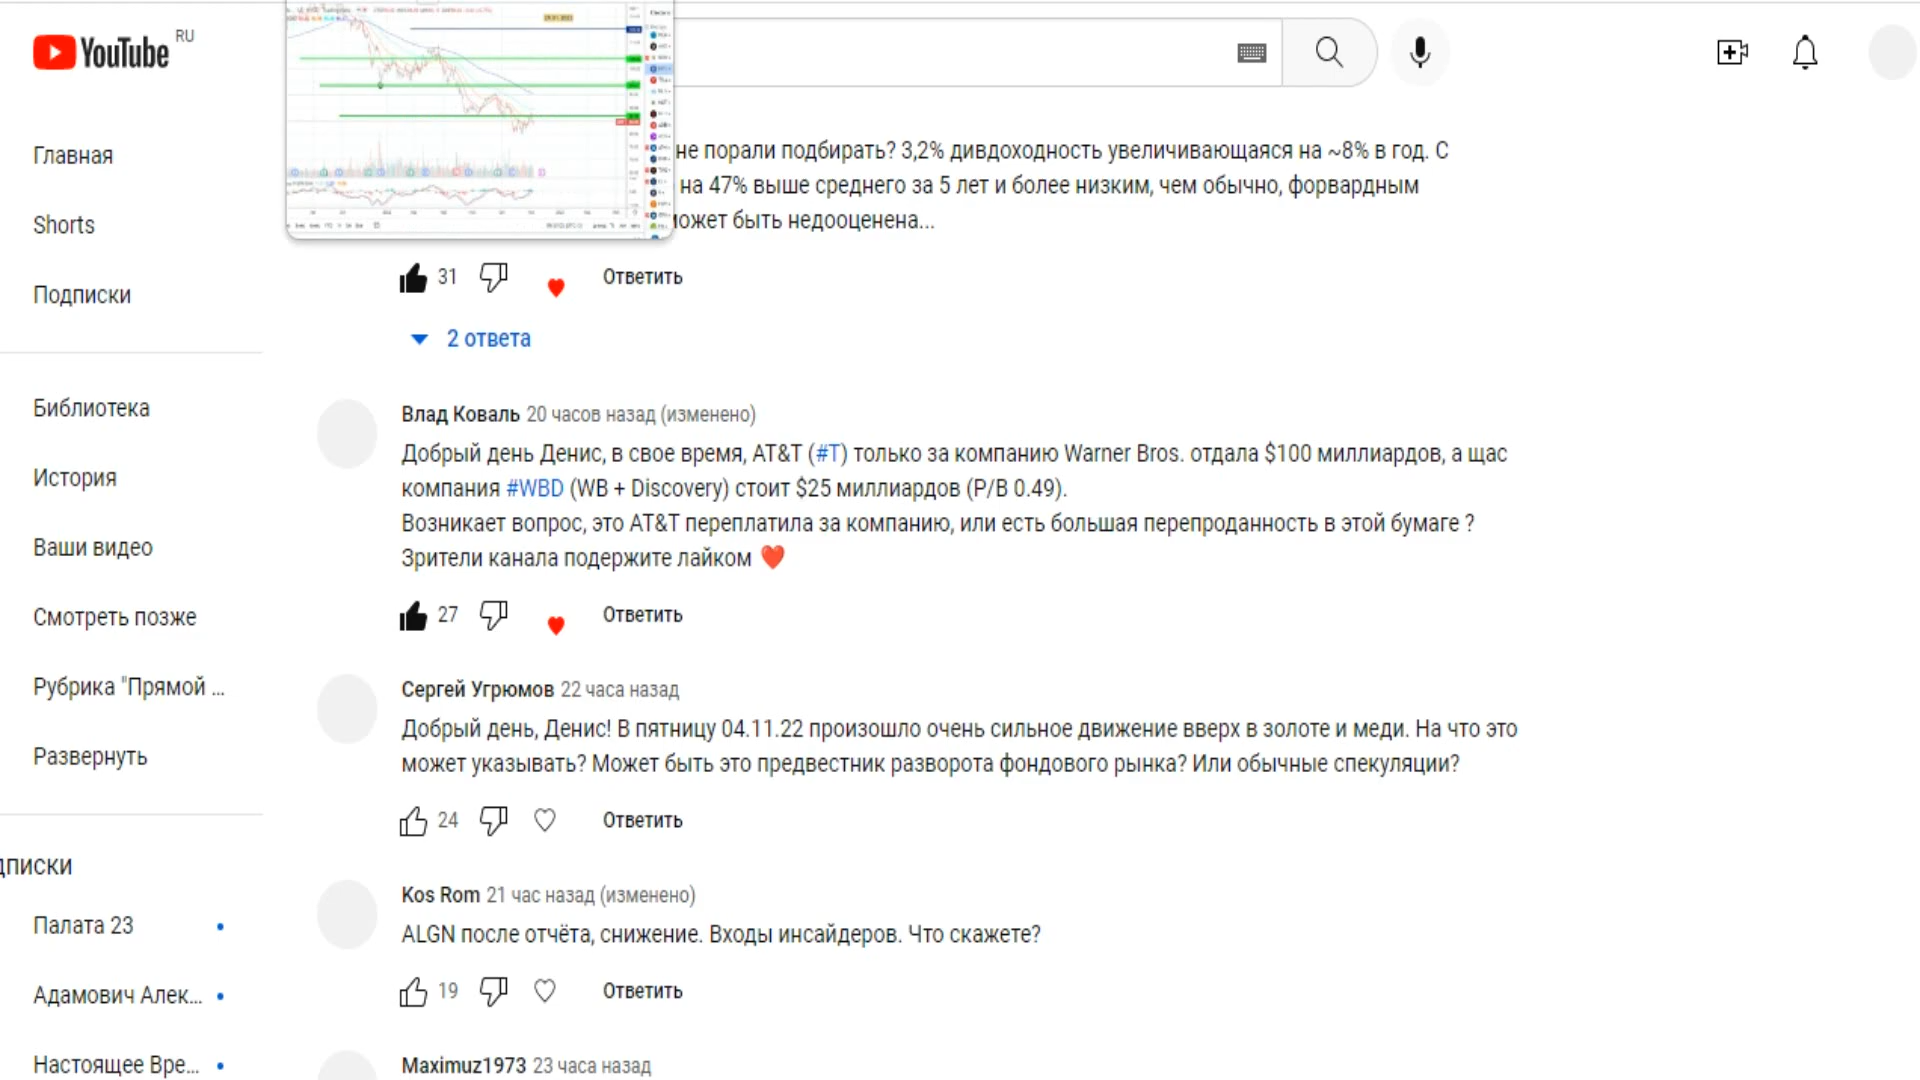 YouTube RU
Главная
Shorts
Подписки
Библиотека
История
Ваши видео
Смотреть позже
Рубрика "Прямой ...
Развернуть
дписки
Палата 23
Адамович Алек...
Настоящее Вре...
не порали подбирать? 3,2% дивдоходность увеличивающаяся на ~8% в год. С
на 47% выше среднего за 5 лет и более низким, чем обычно, форвардным
может быть недооценена...
31 Ответить
2 ответа
Влад Коваль 20 часов назад (изменено)
Добрый день Денис, в свое время, AT&T (#T) только за компанию Warner Bros. отдала $100 миллиардов, а щас
компания #WBD (WB + Discovery) стоит $25 миллиардов (P/B 0.49).
Возникает вопрос, это AT&T переплатила за компанию, или есть большая перепроданность в этой бумаге ?
Зрители канала подержите лайком ❤️
27 Ответить
Сергей Угрюмов 22 часа назад
Добрый день, Денис! В пятницу 04.11.22 произошло очень сильное движение вверх в золоте и меди. На что это
может указывать? Может быть это предвестник разворота фондового рынка? Или обычные спекуляции?
24 Ответить
Kos Rom 21 час назад (изменено)
ALGN после отчёта, снижение. Входы инсайдеров. Что скажете?
19 Ответить
Maximuz1973 23 часа назад